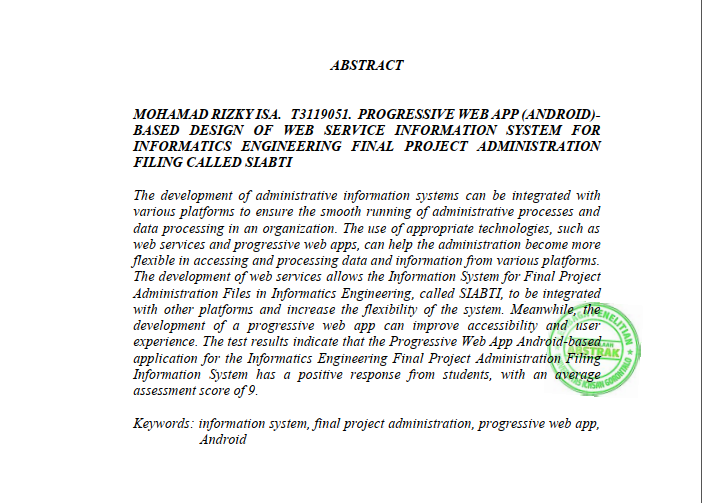 ABSTRACT
MOHAMAD RIZKY ISA. T3119051. PROGRESSIVE WEB APP (ANDROID)-
BASED DESIGN OF WEB SERVICE INFORMATION SYSTEM FOR
INFORMATICS ENGINEERING FINAL PROJECT ADMINISTRATION
FILING CALLED SIABTI
The development of administrative information systems can be integrated with
various platforms to ensure the smooth running of administrative processes and
data processing in an organization. The use of appropriate technologies, such as
web services and progressive web apps, can help the administration become more
flexible in accessing and processing data and information from various platforms.
The development of web services allows the Information System for Final Project
Administration Files in Informatics Engineering, called SIABTI, to be integrated
with other platforms and increase the flexibility of the system. Meanwhile, the
development of a progressive web app can improve accessibility and user
experience. The test results indicate that the Progressive Web App Android-based
application for the Informatics Engineering Final Project Administration Filing
Information System has a positive response from students, with an average
assessment score of 9.
Keywords: information system, final project administration, progressive web app,
Android
PENELITIAN
ABSTRAK
ICHSAN GORONTALO